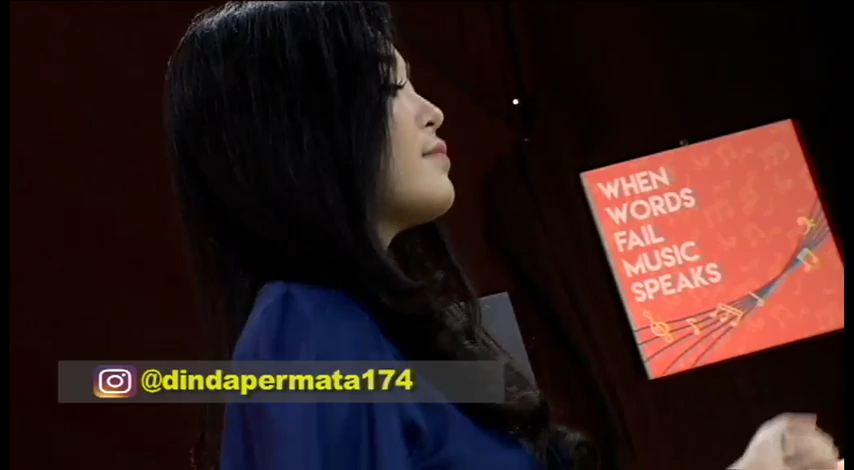 WHEN
WORDS
FAIL
MUSIC
SPEAKS
@dindapermata174